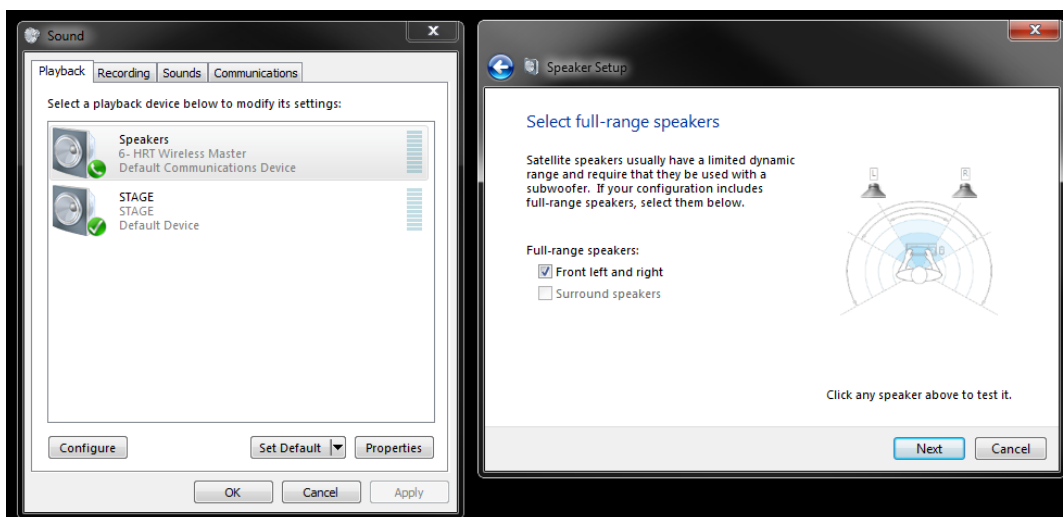 Sound
Playback Recording Sounds Communications
Select a playback device below to modify its settings:
Speakers
6- HRT Wireless Master
Default Communications Device
STAGE
STAGE
Default Device
Configure Set Default Properties
OK Cancel Apply
Speaker Setup
Select full-range speakers
Satellite speakers usually have a limited dynamic
range and require that they be used with a
subwoofer. If your configuration includes
full-range speakers, select them below.
Full-range speakers:
Front left and right
Surround speakers
L R
Click any speaker above to test it.
Next Cancel